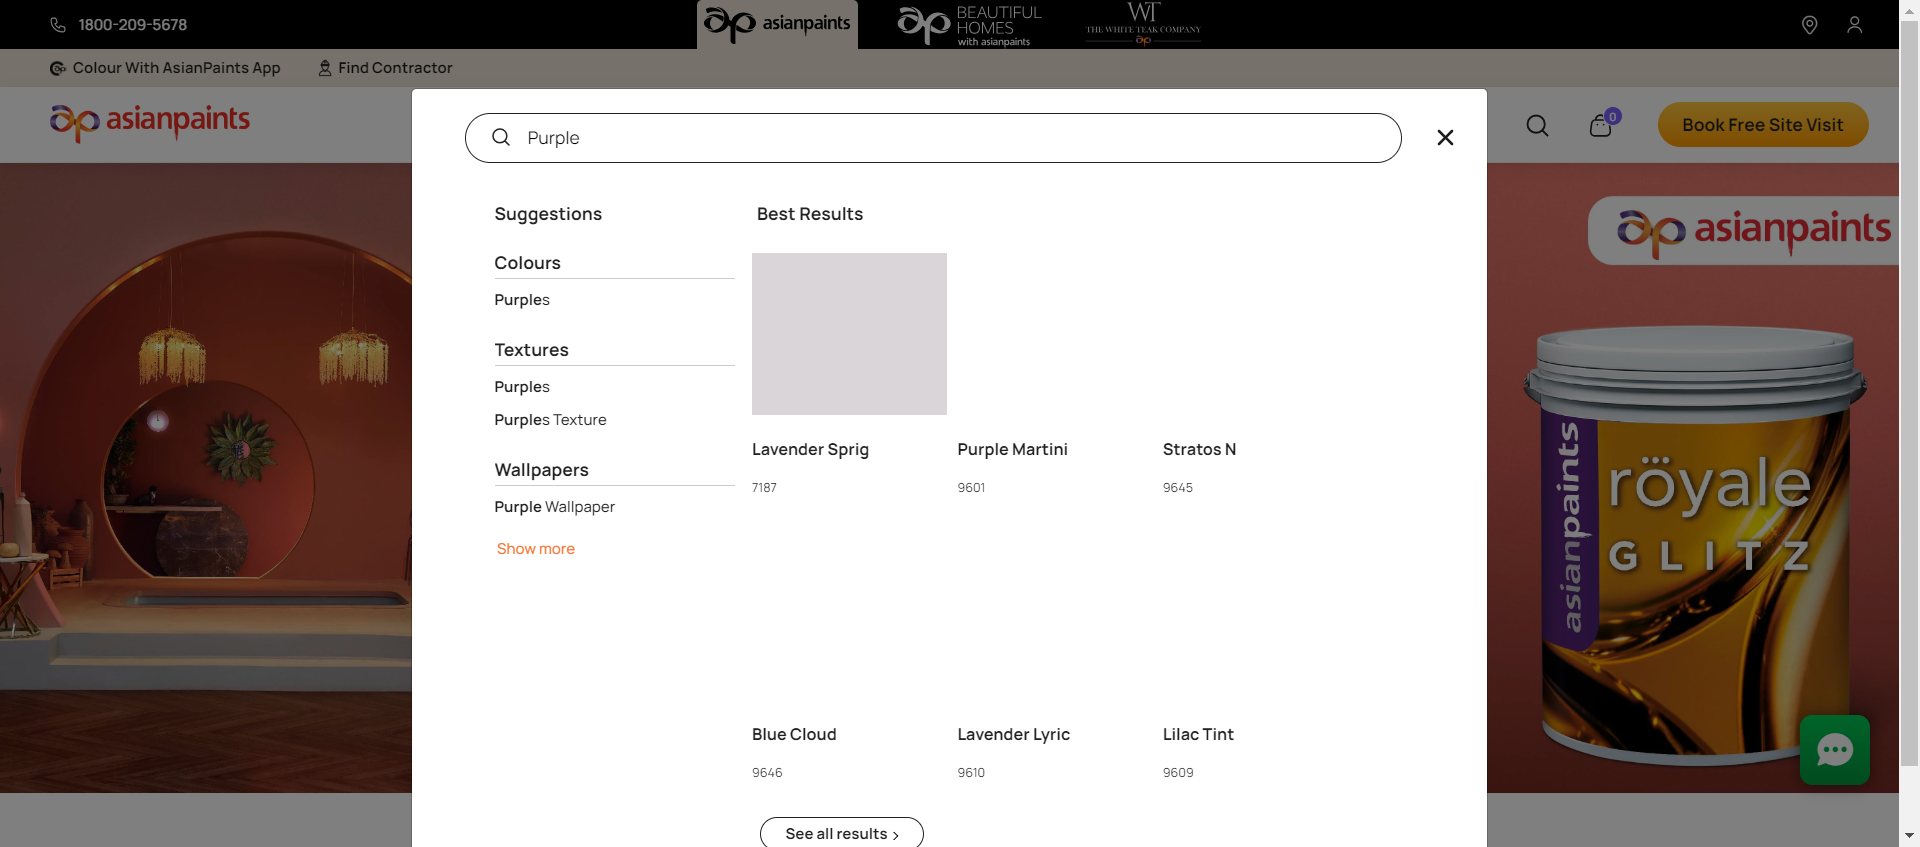 1800-209-5678
asianpaints
BEAUTIFUL
HOMES
with asianpaints
WT
THE WHITE TEAK COMPANY
Colour With AsianPaints App
Find Contractor
asianpaints
Purple
0
Book Free Site Visit
Suggestions
Best Results
Colours
Purples
Textures
Purples
Purples Texture
Wallpapers
Purple Wallpaper
Show more
Lavender Sprig
7187
Purple Martini
9601
Stratos N
9645
Blue Cloud
9646
Lavender Lyric
9610
Lilac Tint
9609
See all results
asianpaints
asianpaints
röyale
GLITZ